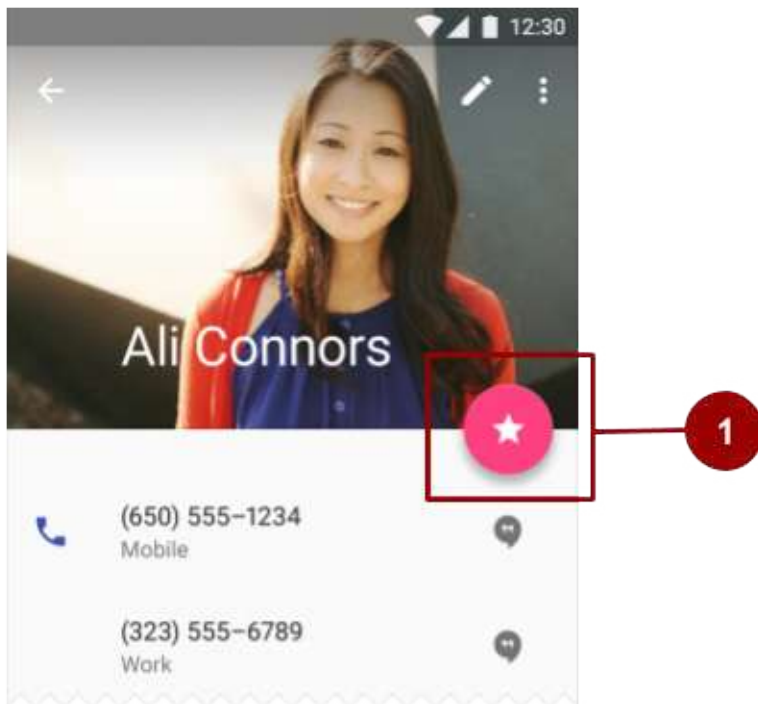 12:30
Ali Connors
1
(650) 555-1234
Mobile
(323) 555-6789
Work